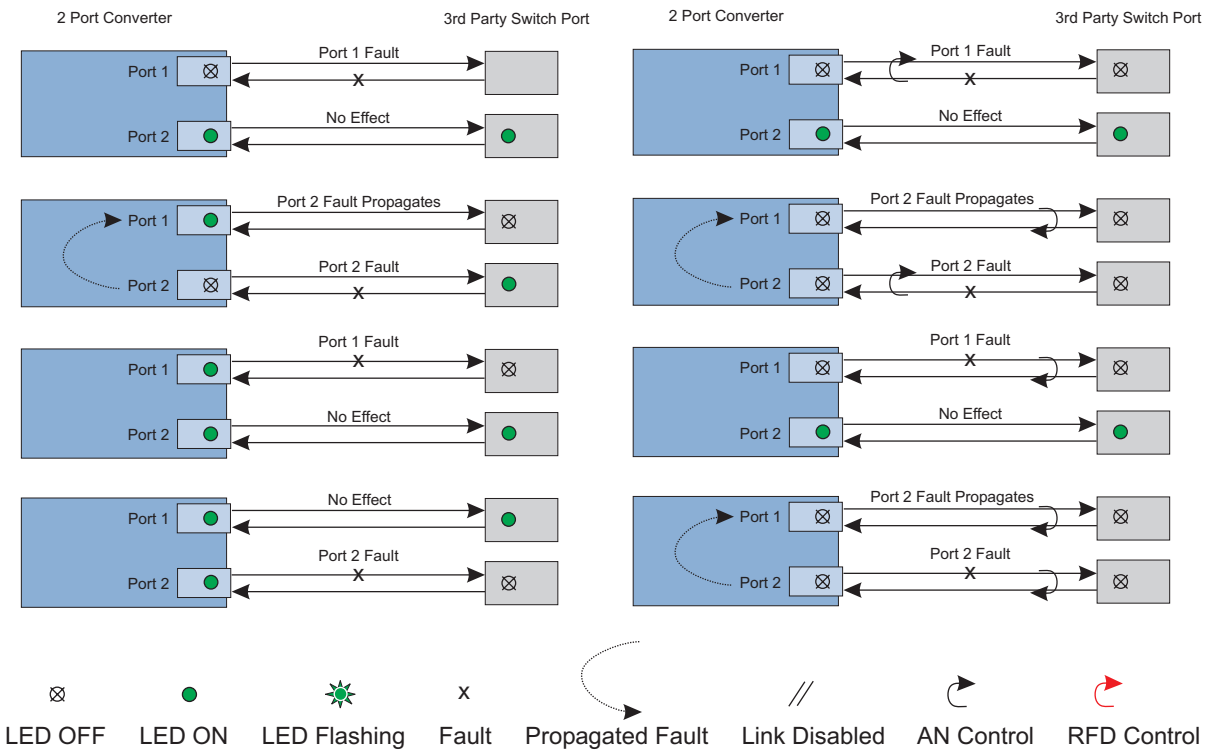 2 Port Converter
3rd Party Switch Port
Port 1
Port 1 Fault
X
Port 2
No Effect
Port 1
Port 2 Fault Propagates
Port 2
Port 2 Fault
X
Port 1
Port 1 Fault
X
Port 2
No Effect
Port 1
No Effect
Port 2
Port 2 Fault
X
2 Port Converter
3rd Party Switch Port
Port 1
Port 1 Fault
X
Port 2
No Effect
Port 1
Port 2 Fault Propagates
Port 2
Port 2 Fault
X
Port 1
Port 1 Fault
X
Port 2
No Effect
Port 1
Port 2 Fault Propagates
Port 2
Port 2 Fault
X
X
LED OFF
LED ON
LED Flashing
Fault
Propagated Fault
Link Disabled
AN Control
RFD Control